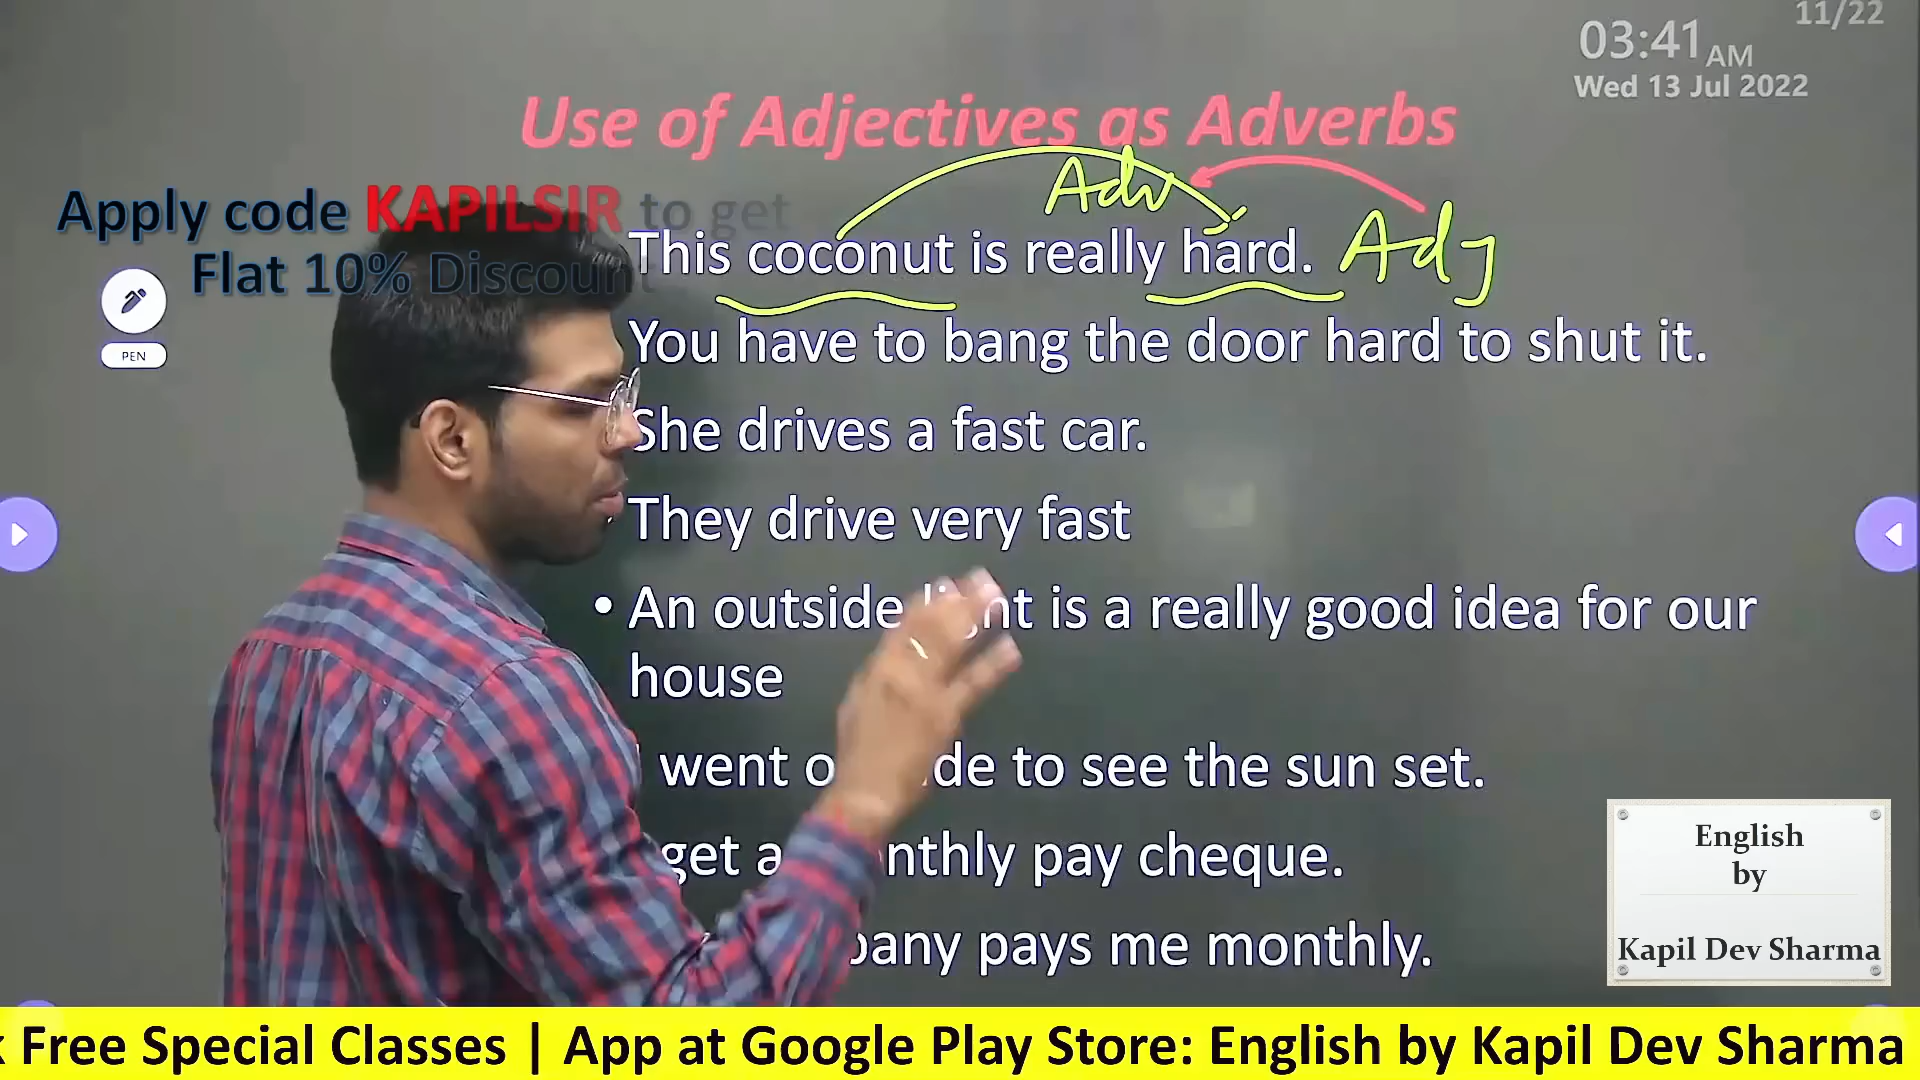 11/22
03:41 AM
Wed 13 Jul 2022
Use of Adjectives as Adverbs
Adv
Apply code KAPILSIR to get
Flat 10% Discount
This coconut is really hard. Adj
PEN
You have to bang the door hard to shut it.
She drives a fast car.
They drive very fast
• An outside light is a really good idea for our
house
went to see the sun set.
get pay cheque.
pays me monthly.
English
by
Kapil Dev Sharma
Free Special Classes | App at Google Play Store: English by Kapil Dev Sharma